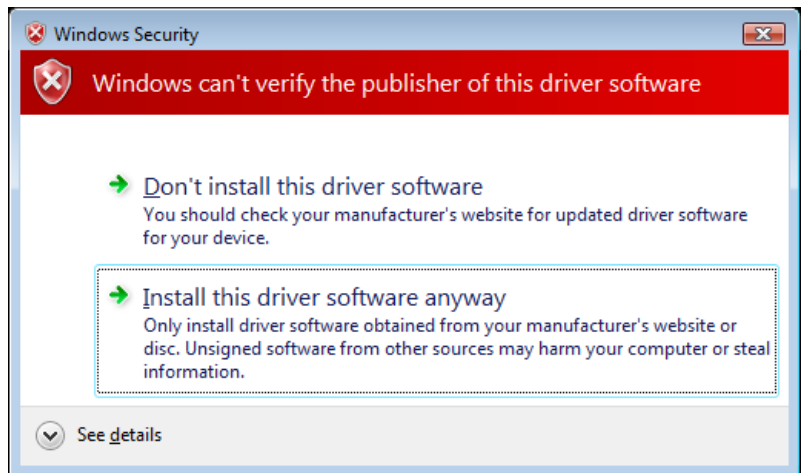 Windows Security
Windows can't verify the publisher of this driver software
Don't install this driver software
You should check your manufacturer's website for updated driver software
for your device.
Install this driver software anyway
Only install driver software obtained from your manufacturer's website or
disc. Unsigned software from other sources may harm your computer or steal
information.
See details